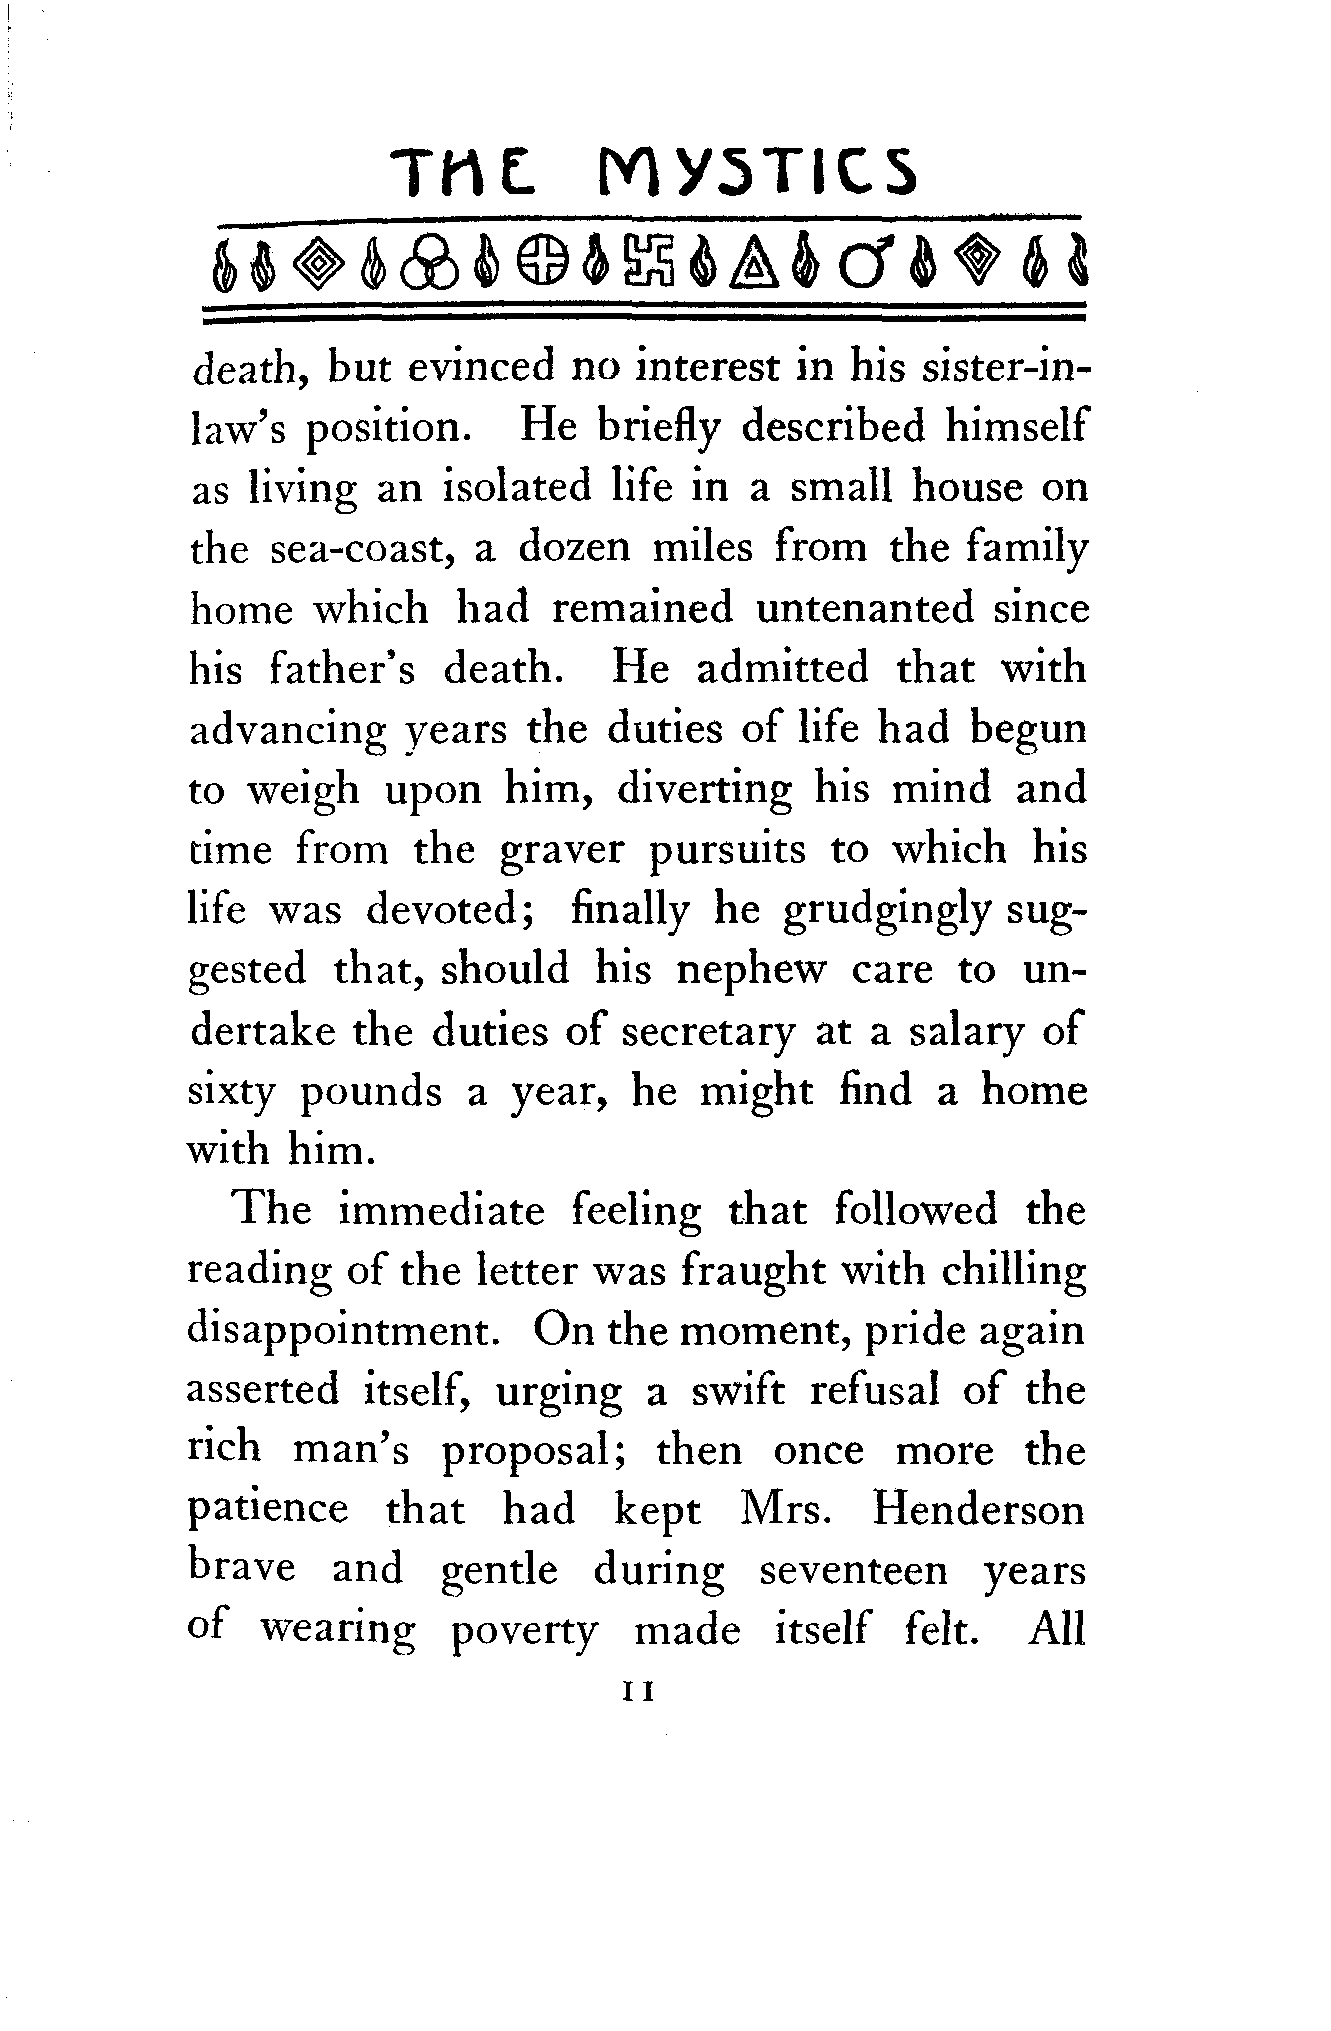 THE MYSTICS
death, but evinced no interest in his sister-in-
law's position. He briefly described himself
as living an isolated life in a small house on
the sea-coast, a dozen miles from the family
home which had remained untenanted since
his father's death. He admitted that with
advancing years the duties of life had begun
to weigh upon him, diverting his mind and
time from the graver pursuits to which his
life was devoted; finally he grudgingly sug-
gested that, should his nephew care to un-
dertake the duties of secretary at a salary of
sixty pounds a year, he might find a home
with him.
The immediate feeling that followed the
reading of the letter was fraught with chilling
disappointment. On the moment, pride again
asserted itself, urging a swift refusal of the
rich man's proposal; then once more the
patience that had kept Mrs. Henderson
brave and gentle during seventeen years
of wearing poverty made itself felt. All
11